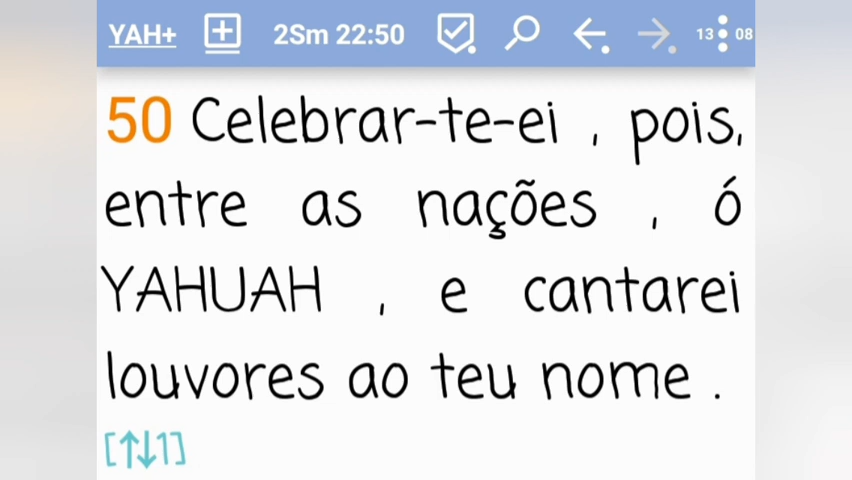 YAH+ 2Sm 22:50 13 08
50 Celebrar-te-ei , pois,
entre as nações , ó
YAHUAH , e cantarei
louvores ao teu nome .
[↑↓1]